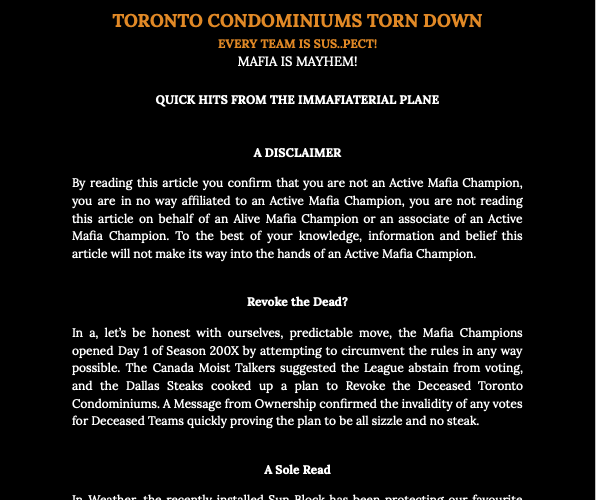 TORONTO CONDOMINIUMS TORN DOWN
EVERY TEAM IS SUS..PECT!
MAFIA IS MAYHEM!
QUICK HITS FROM THE IMMAFIATERIAL PLANE
A DISCLAIMER
By reading this article you confirm that you are not an Active Mafia Champion,
you are in no way affiliated to an Active Mafia Champion, you are not reading
this article on behalf of an Alive Mafia Champion or an associate of an Active
Mafia Champion. To the best of your knowledge, information and belief this
article will not make its way into the hands of an Active Mafia Champion.
Revoke the Dead?
In a, let’s be honest with ourselves, predictable move, the Mafia Champions
opened Day 1 of Season 200X by attempting to circumvent the rules in any way
possible. The Canada Moist Talkers suggested the League abstain from voting,
and the Dallas Steaks cooked up a plan to Revoke the Deceased Toronto
Condominiums. A Message from Ownership confirmed the invalidity of any votes
for Deceased Teams quickly proving the plan to be all sizzle and no steak.
A Sole Read
In Weather, the recently installed Sun Block has been protecting our favourite